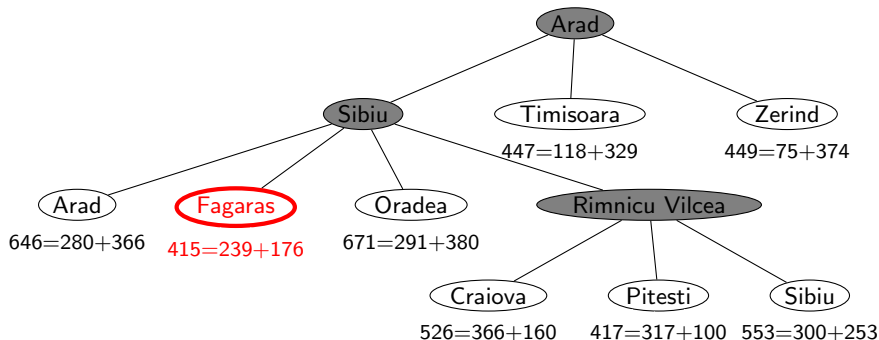 Arad
Sibiu Timisoara Zerind
447=118+329 449=75+374
Arad Fagaras Oradea Rimnicu Vilcea
646=280+366 415=239+176 671=291+380
Craiova Pitesti Sibiu
526=366+160 417=317+100 553=300+253